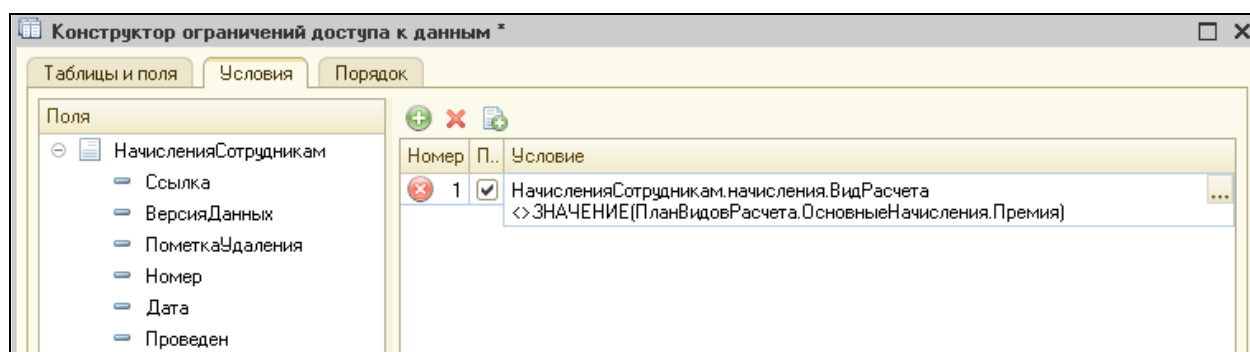 Конструктор ограничений доступа к данным *
Таблицы и поля Условия Порядок
Поля
НачисленияСотрудникам
Ссылка
ВерсияДанных
ПометкаУдаления
Номер
Дата
Проведен
Номер П.. Условие
1 НачисленияСотрудникам.начисления.ВидРасчета ...
<>ЗНАЧЕНИЕ(ПланВидовРасчета.ОсновныеНачисления.Премия)